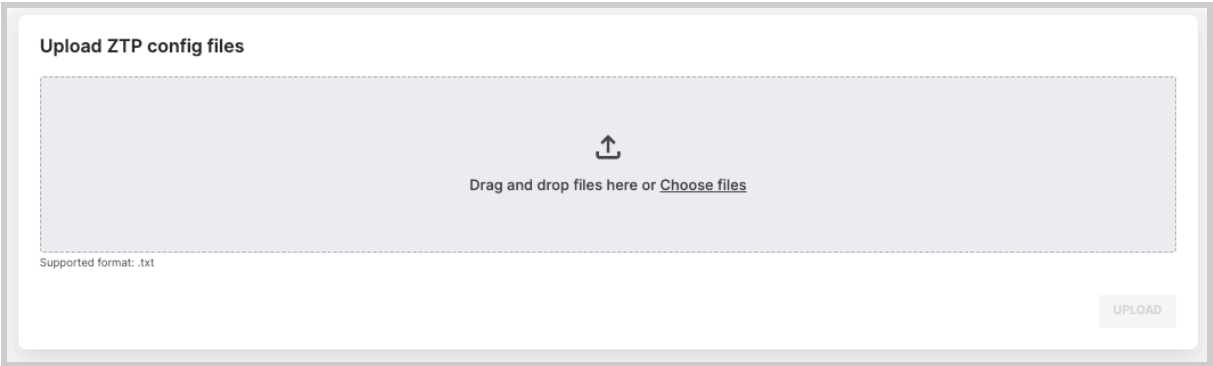 Upload ZTP config files
Drag and drop files here or Choose files
Supported format: .txt
UPLOAD